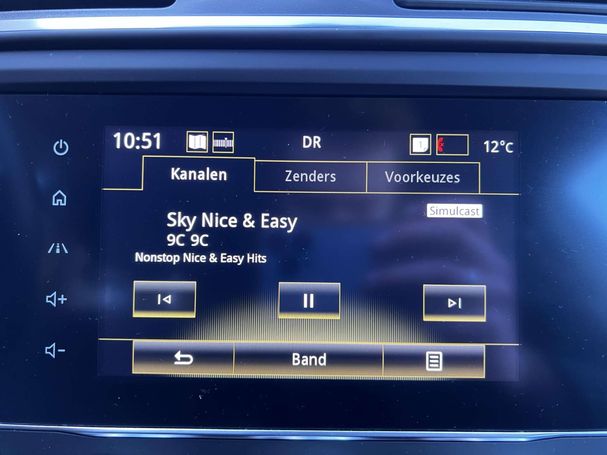 10:51 DR 12°C
Kanalen Zenders Voorkeuzes
Simulcast
Sky Nice & Easy
9C 9C
Nonstop Nice & Easy Hits
Band